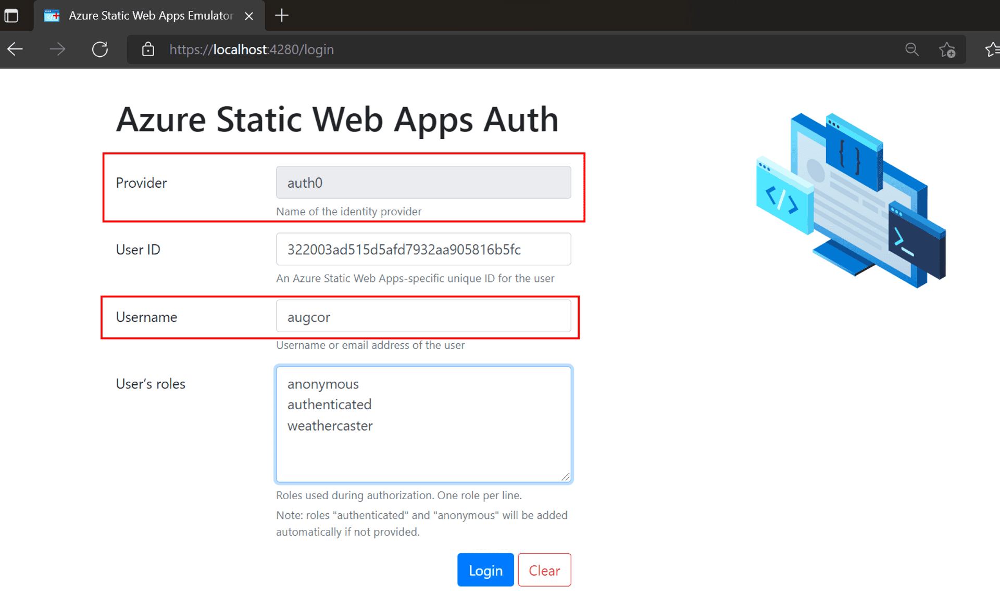 Azure Static Web Apps Emulator
https://localhost:4280/login
Azure Static Web Apps Auth
Provider
auth0
Name of the identity provider
User ID
322003ad515d5afd7932aa905816b5fc
An Azure Static Web Apps-specific unique ID for the user
Username
augcor
Username or email address of the user
User’s roles
anonymous
authenticated
weathercaster
Roles used during authorization. One role per line.
Note: roles "authenticated" and "anonymous" will be added
automatically if not provided.
Login
Clear